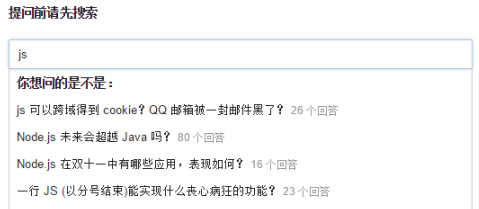 提问前请先搜索
js
你想问的是不是：
js 可以跨域得到 cookie？QQ 邮箱被一封邮件黑了？ 26 个回答
Node.js 未来会超越 Java 吗？ 80 个回答
Node.js 在双十一中有哪些应用，表现如何？ 16 个回答
一行 JS (以分号结束)能实现什么丧心病狂的功能？ 23 个回答